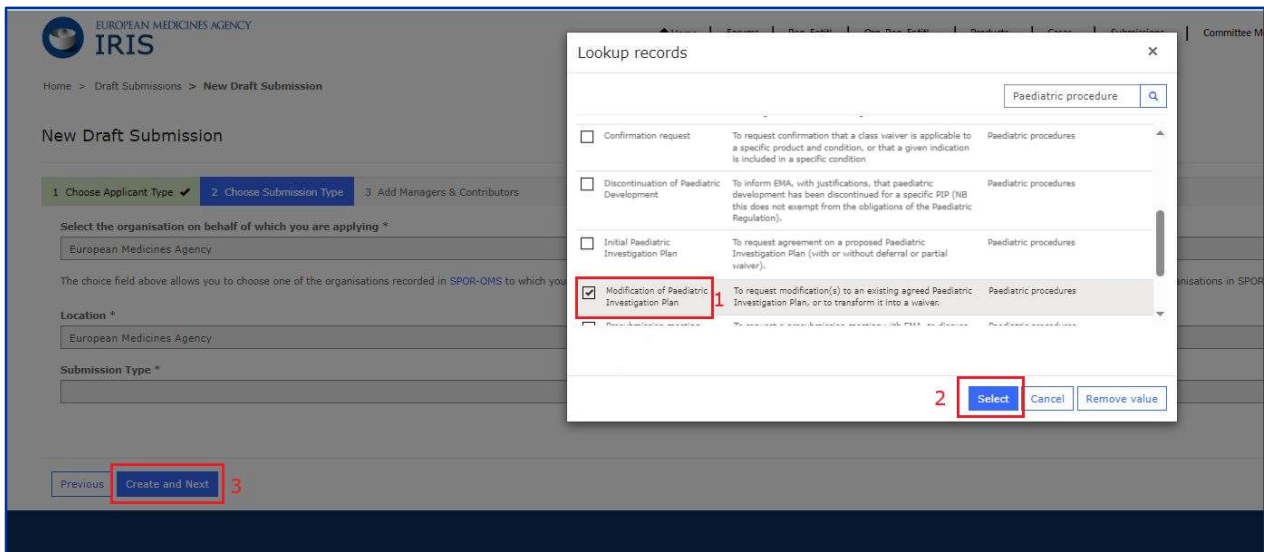 EUROPEAN MEDICINES AGENCY
IRIS
Committee M
Home > Draft Submissions > New Draft Submission
New Draft Submission
1 Choose Applicant Type ✔
2 Choose Submission Type
3 Add Managers & Contributors
Select the organisation on behalf of which you are applying *
European Medicines Agency
The choice field above allows you to choose one of the organisations recorded in SPOR-OMS to which you
anisations in SPOR
Location *
European Medicines Agency
Submission Type *
Previous
Create and Next
3
Lookup records
×
Paediatric procedure
Confirmation request
To request confirmation that a class waiver is applicable to
a specific product and condition, or that a given indication
is included in a specific condition
Paediatric procedures
Discontinuation of Paediatric
Development
To inform EMA, with justifications, that paediatric
development has been discontinued for a specific PIP (NB
this does not exempt from the obligations of the Paediatric
Regulation).
Paediatric procedures
Initial Paediatric
Investigation Plan
To request agreement on a proposed Paediatric
Investigation Plan (with or without deferral or partial
waiver).
Paediatric procedures
Modification of Paediatric
Investigation Plan
1
To request modification(s) to an existing agreed Paediatric
Investigation Plan, or to transform it into a waiver.
Paediatric procedures
2
Select
Cancel
Remove value